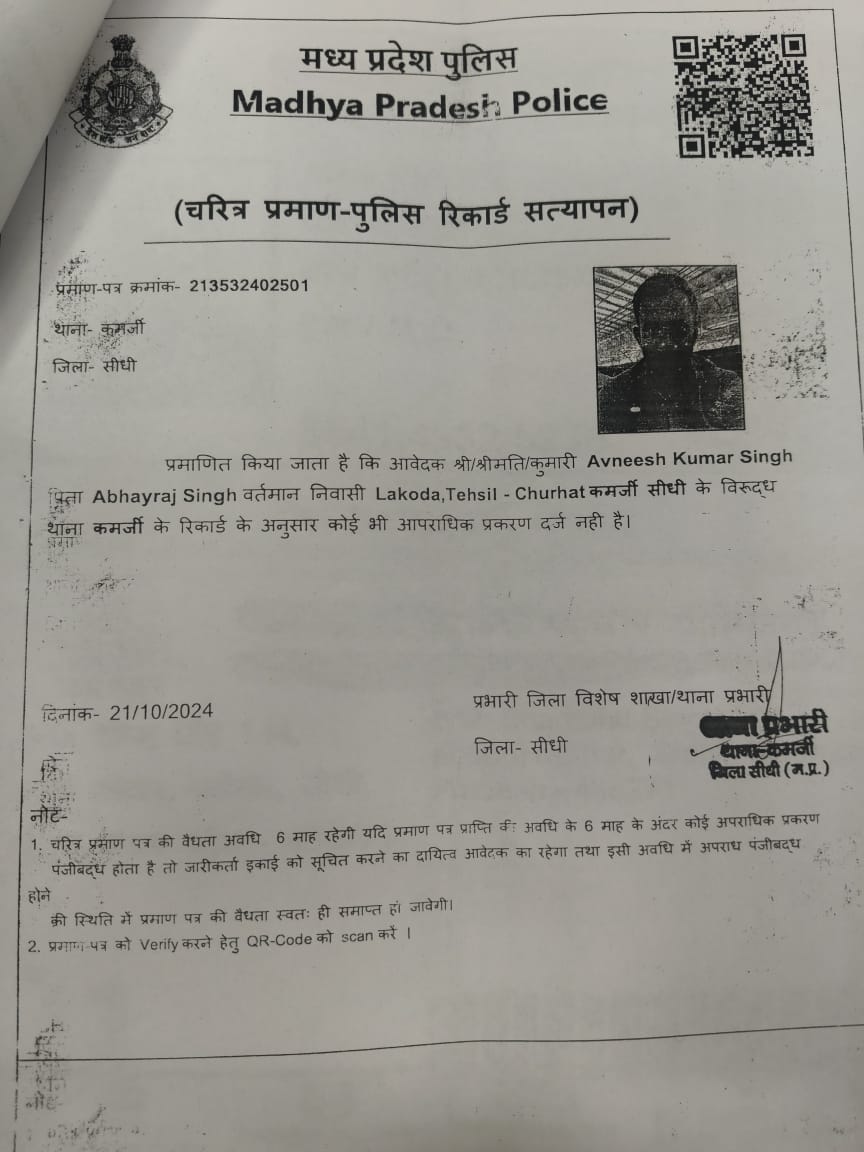 मध्य प्रदेश पुलिस
Madhya Pradesh Police
(चरित्र प्रमाण-पुलिस रिकार्ड सत्यापन)
प्रमाण-पत्र क्रमांक- 213532402501
थाना- कमर्जी
जिला- सीधी
प्रमाणित किया जाता है कि आवेदक श्री/श्रीमति/कुमारी Avneesh Kumar Singh
पिता Abhayraj Singh वर्तमान निवासी Lakoda,Tehsil - Churhat कमर्जी सीधी के विरूद्ध
थाना कमर्जी के रिकार्ड के अनुसार कोई भी आपराधिक प्रकरण दर्ज नही है।
दिनांक- 21/10/2024
प्रभारी जिला विशेष शाखा/थाना प्रभारी
जिला- सीधी
प्रभारी
थाना-कमर्जी
जिला सीधी (म.प्र.)
नोट-
1. चरित्र प्रमाण पत्र की वैधता अवधि 6 माह रहेगी यदि प्रमाण पत्र प्राप्ति की अवधि के 6 माह के अंदर कोई अपराधिक प्रकरण
पंजीबद्ध होता है तो जारीकर्ता इकाई को सूचित करने का दायित्व आवेदक का रहेगा तथा इसी अवधि में अपराध पंजीबद्ध
होने
की स्थिति में प्रमाण पत्र की वैधता स्वतः ही समाप्त हो जावेगी।
2. प्रमाण-पत्र को Verify करने हेतु QR-Code को scan करें ।
नोट-